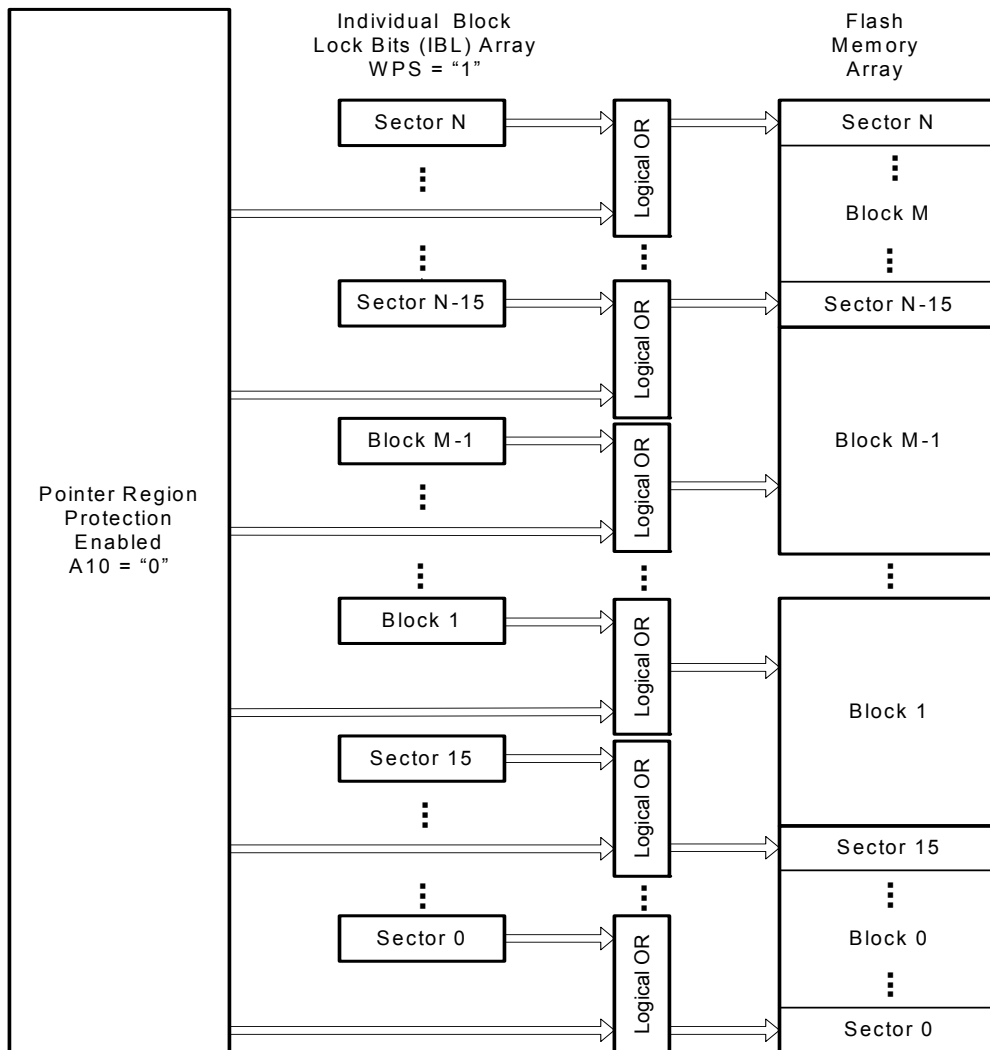 Individual Block
Lock Bits (IBL) Array
WPS = “1”
Flash
Memory
Array
Pointer Region
Protection
Enabled
A10 = “0”
Sector N
Sector N-15
Block M-1
Block 1
Sector 15
Sector 0
Logical OR
Logical OR
Logical OR
Logical OR
Logical OR
Logical OR
Sector N
Block M
Sector N-15
Block M-1
Block 1
Sector 15
Block 0
Sector 0